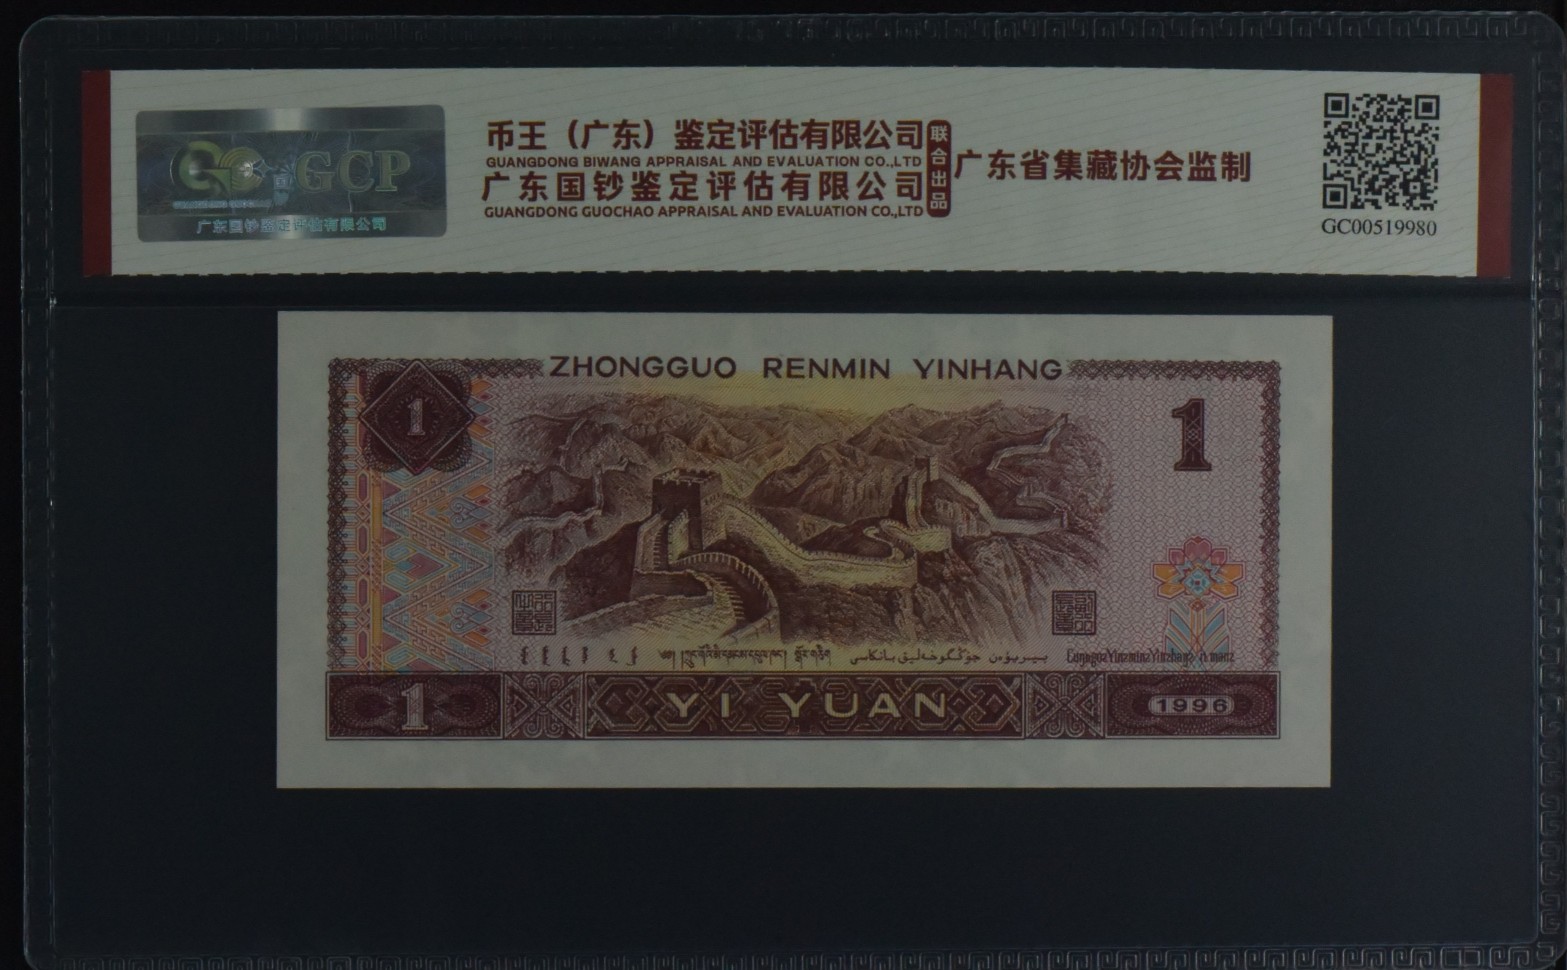 GCP
广东国钞鉴定评估有限公司
币王（广东）鉴定评估有限公司
GUANGDONG BIWANG APPRAISAL AND EVALUATION CO.,LTD
广东国钞鉴定评估有限公司
GUANGDONG GUOCHAO APPRAISAL AND EVALUATION CO.,LTD
联合出品
广东省集藏协会监制
GC00519980
ZHONGGUO RENMIN YINHANG
1
1
1
YI YUAN
1996